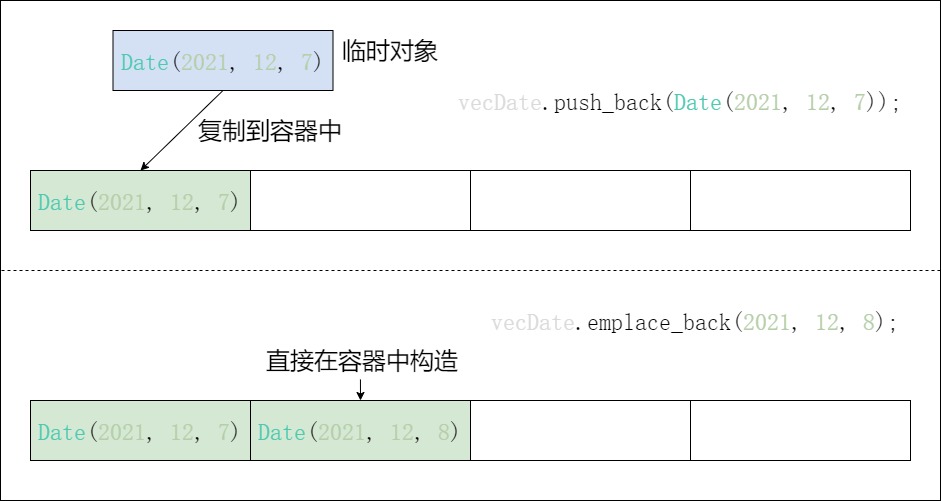 Date(2021, 12, 7)
临时对象
vecDate.push_back(Date(2021, 12, 7));
复制到容器中
Date(2021, 12, 7)
vecDate.emplace_back(2021, 12, 8);
直接在容器中构造
Date(2021, 12, 7)
Date(2021, 12, 8)